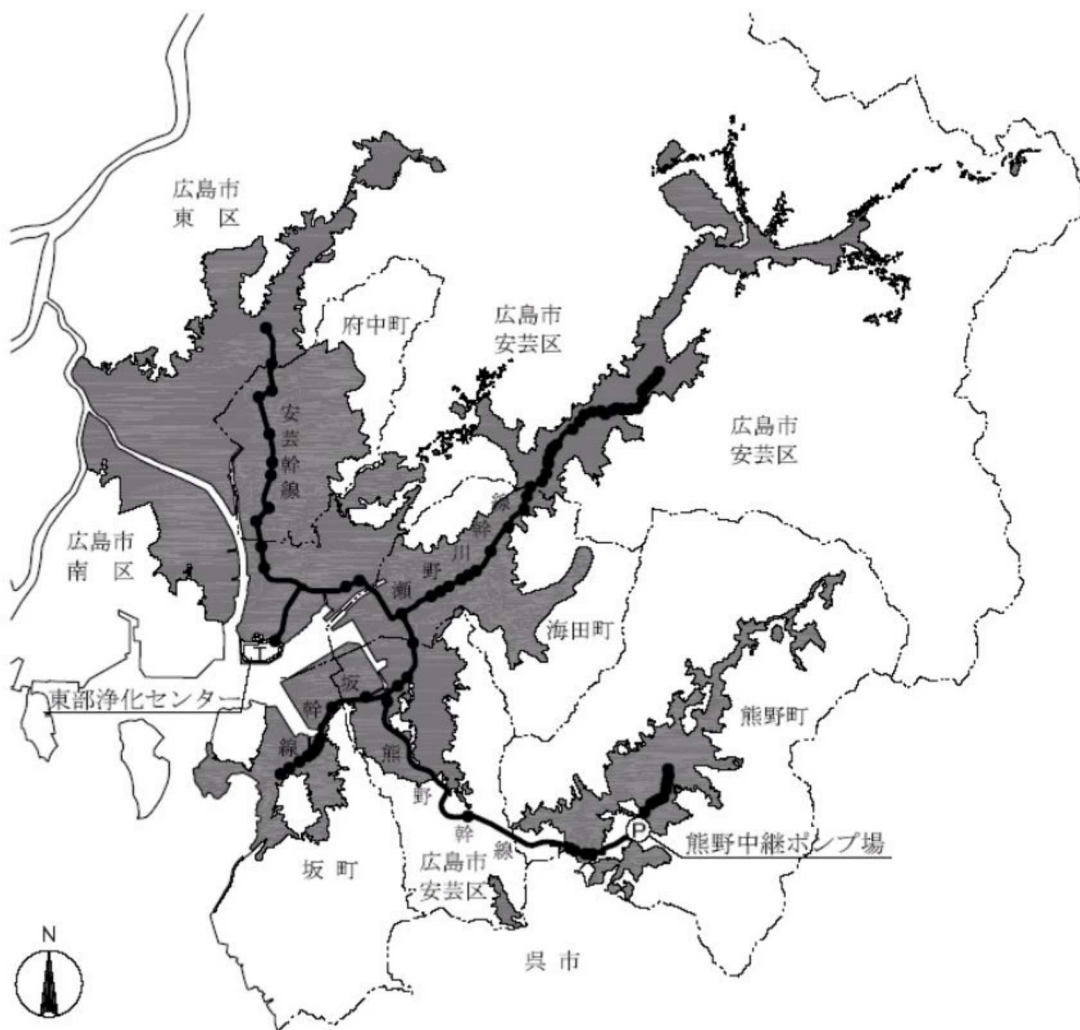 広島市
東 区
府中町
広島市
安芸区
広島市
安芸区
安芸幹線
瀬野川幹線
広島市
南 区
海田町
東部浄化センター
T
坂幹線
熊野町
熊野幹線
P
熊野中継ポンプ場
広島市
安芸区
坂 町
呉 市
N